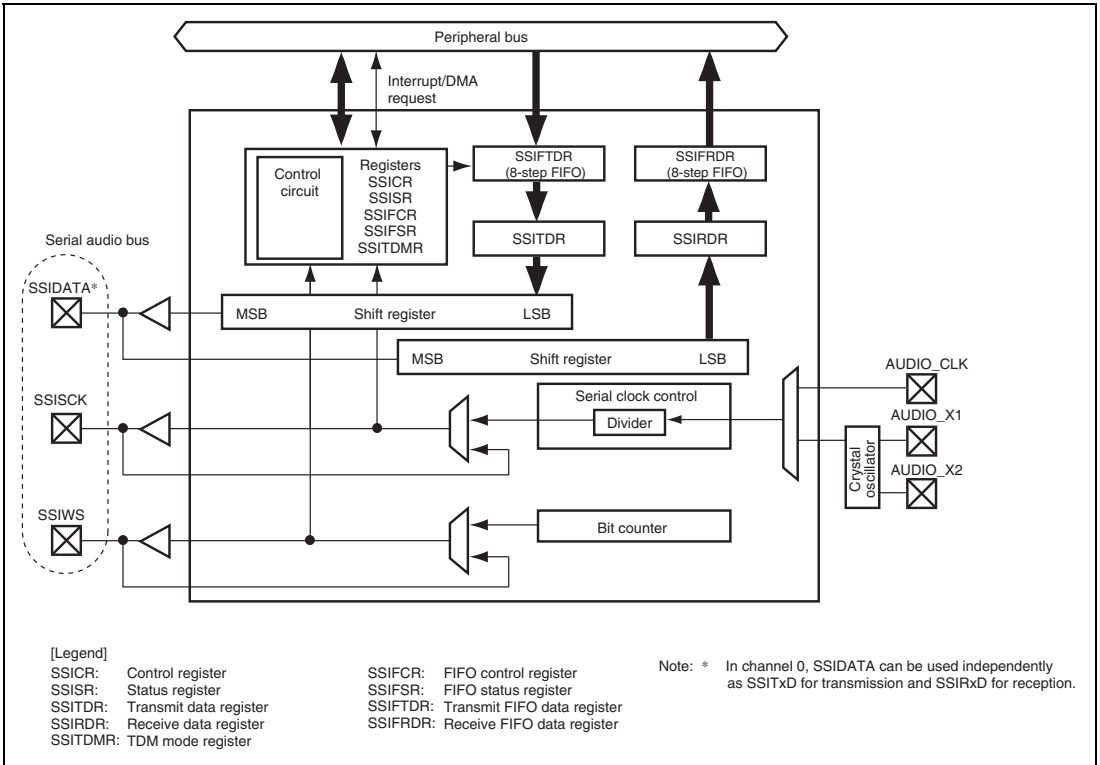 Peripheral bus
Interrupt/DMA
request
Control
circuit
Registers
SSICR
SSISR
SSIFCR
SSIFSR
SSITDMR
SSIFTDR
(8-step FIFO)
SSIFRDR
(8-step FIFO)
SSITDR
SSIRDR
Serial audio bus
SSIDATA*
MSB Shift register LSB
MSB Shift register LSB
SSISCK
Serial clock control
Divider
AUDIO_CLK
AUDIO_X1
AUDIO_X2
Crystal
oscillator
SSIWS
Bit counter
[Legend]
SSICR: Control register
SSISR: Status register
SSITDR: Transmit data register
SSIRDR: Receive data register
SSITDMR: TDM mode register
SSIFCR: FIFO control register
SSIFSR: FIFO status register
SSIFTDR: Transmit FIFO data register
SSIFRDR: Receive FIFO data register
Note: * In channel 0, SSIDATA can be used independently
as SSITxD for transmission and SSIRxD for reception.